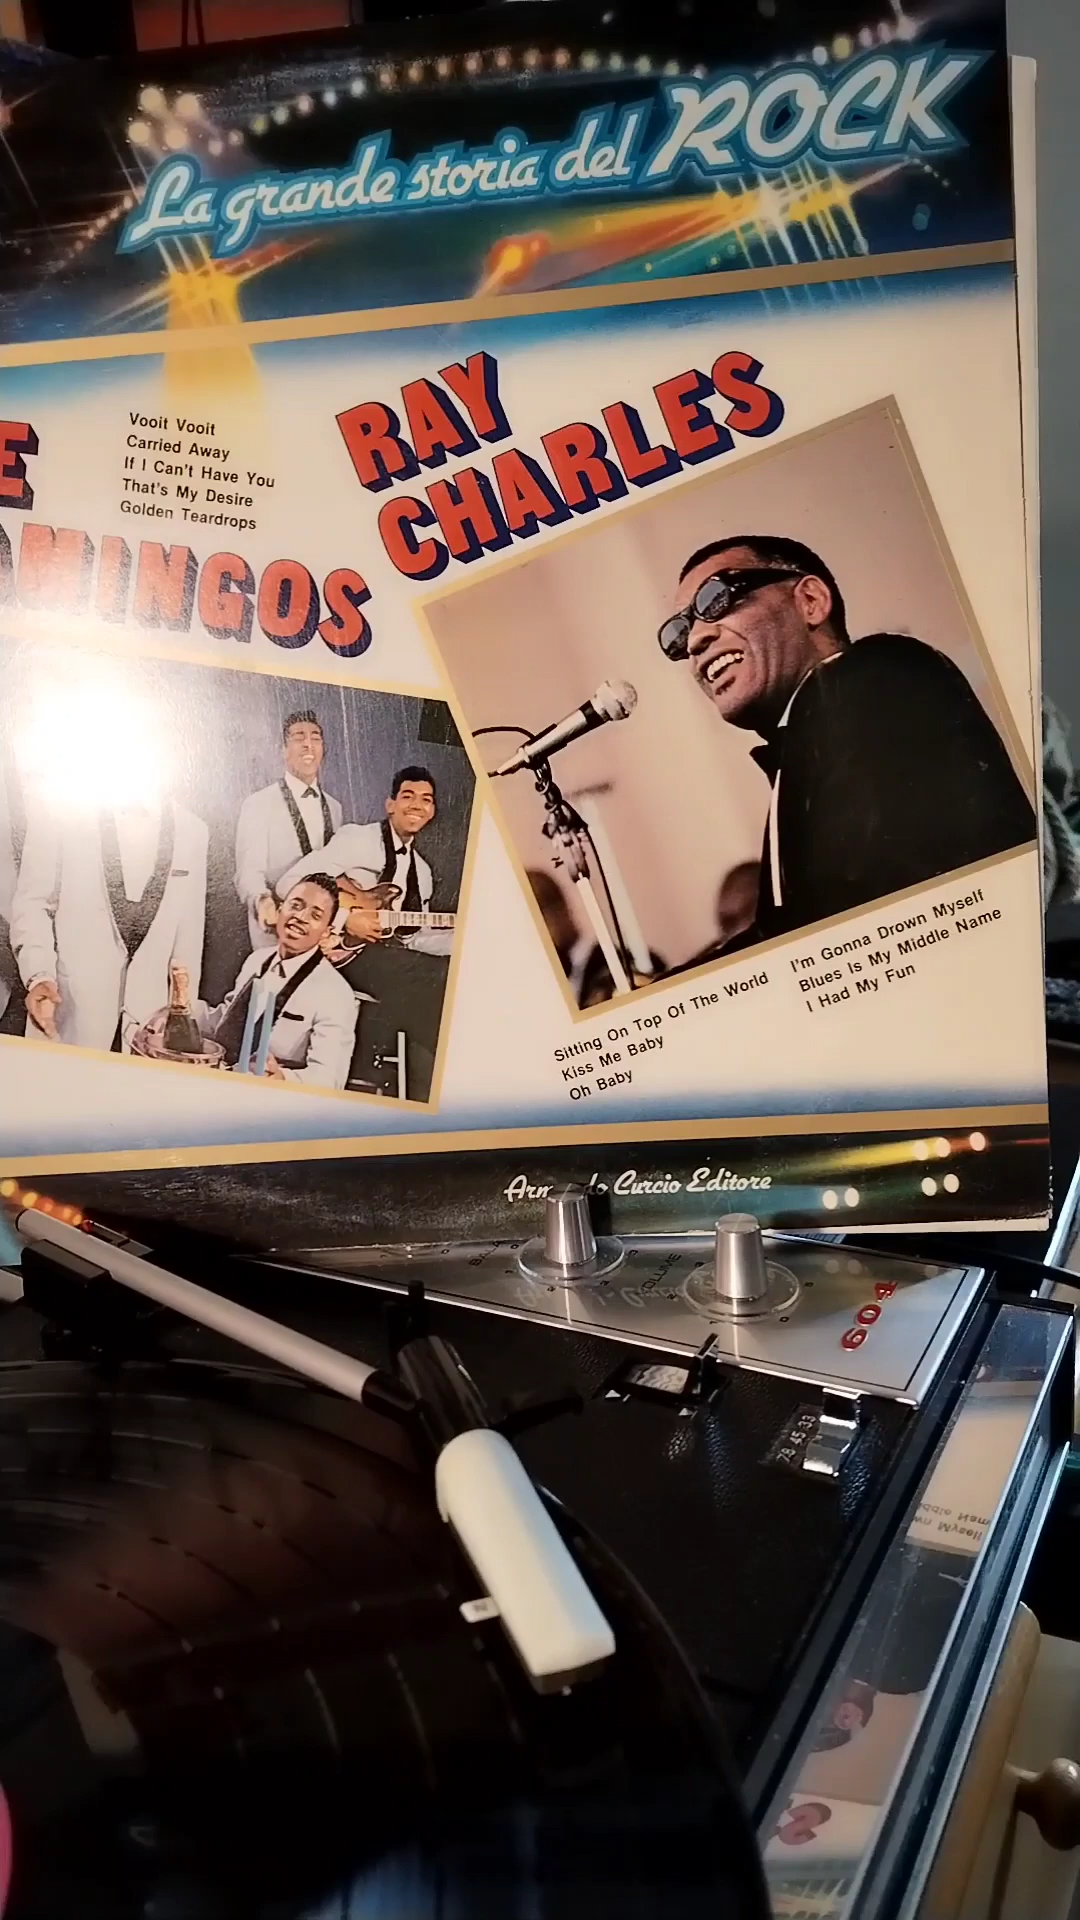 La grande storia del ROCK
E
MINGOS
Vooit Vooit
Carried Away
If I Can't Have You
That's My Desire
Golden Teardrops
RAY
CHARLES
Sitting On Top Of The World
Kiss Me Baby
Oh Baby
I'm Gonna Drown Myself
Blues Is My Middle Name
I Had My Fun
Curcio Editore
VOLUME
604
78 45 33